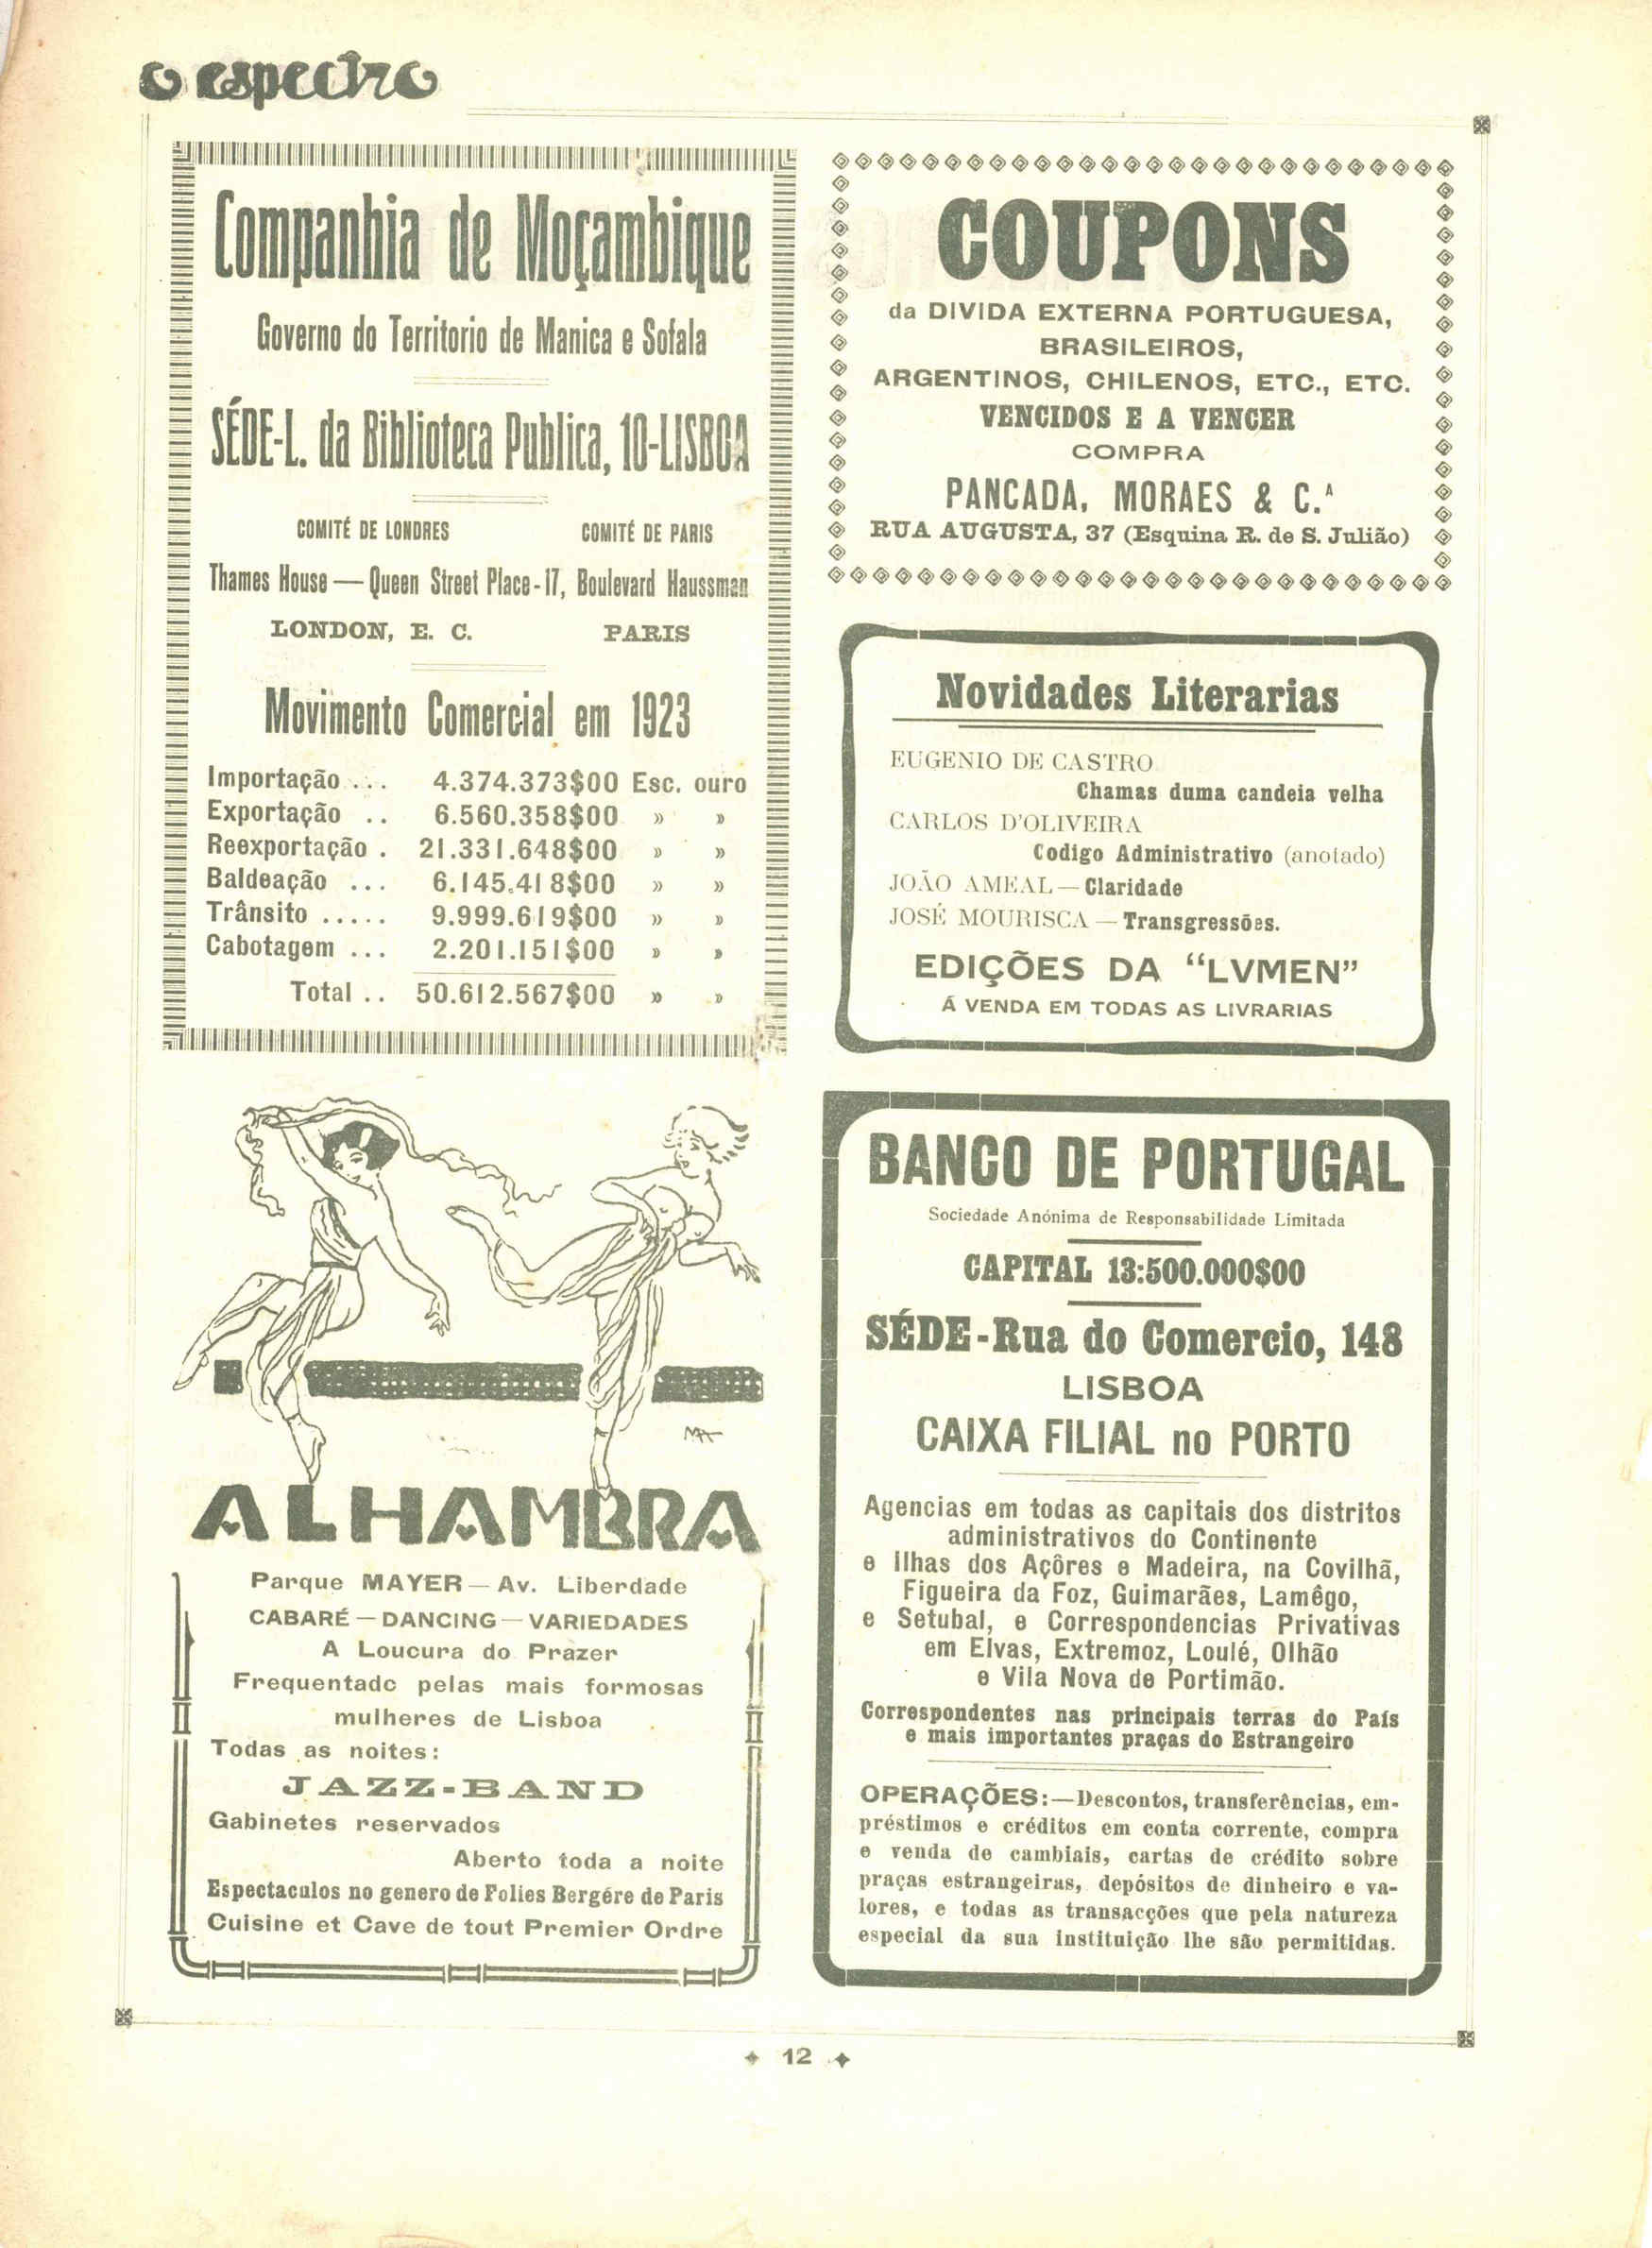 o espectro
Companhia de Moçambique
Governo do Territorio de Manica e Sofala
SÉDE-L. da Biblioteca Publica, 10-LISBOA
COMITÉ DE LONDRES COMITÉ DE PARIS
Thames House — Queen Street Place - 17, Boulevard Haussman
LONDON, E. C. PARIS
Movimento Comercial em 1923
Importação ... 4.374.373$00 Esc. ouro
Exportação .. 6.560.358$00 » »
Reexportação . 21.331.648$00 » »
Baldeação ... 6.145.418$00 » »
Trânsito ..... 9.999.619$00 » »
Cabotagem ... 2.201.151$00 » »
Total .. 50.612.567$00 » »
COUPONS
da DIVIDA EXTERNA PORTUGUESA,
BRASILEIROS,
ARGENTINOS, CHILENOS, ETC., ETC.
VENCIDOS E A VENCER
COMPRA
PANCADA, MORAES & C.ᴬ
RUA AUGUSTA, 37 (Esquina R. de S. Julião)
Novidades Literarias
EUGENIO DE CASTRO
Chamas duma candeia velha
CARLOS D'OLIVEIRA
Codigo Administrativo (anotado)
JOÃO AMEAL — Claridade
JOSÉ MOURISCA — Transgressões.
EDIÇÕES DA "LVMEN"
Á VENDA EM TODAS AS LIVRARIAS
ALHAMBRA
Parque MAYER — Av. Liberdade
CABARÉ — DANCING — VARIEDADES
A Loucura do Prazer
Frequentado pelas mais formosas
mulheres de Lisboa
Todas as noites:
JAZZ-BAND
Gabinetes reservados
Aberto toda a noite
Espectaculos no genero de Folies Bergére de Paris
Cuisine et Cave de tout Premier Ordre
BANCO DE PORTUGAL
Sociedade Anónima de Responsabilidade Limitada
CAPITAL 13:500.000$00
SÉDE-Rua do Comercio, 148
LISBOA
CAIXA FILIAL no PORTO
Agencias em todas as capitais dos distritos
administrativos do Continente
e Ilhas dos Açôres e Madeira, na Covilhã,
Figueira da Foz, Guimarães, Lamêgo,
e Setubal, e Correspondencias Privativas
em Elvas, Extremoz, Loulé, Olhão
e Vila Nova de Portimão.
Correspondentes nas principais terras do País
e mais importantes praças do Estrangeiro
OPERAÇÕES:—Descontos, transferências, em-
préstimos e créditos em conta corrente, compra
e venda de cambiais, cartas de crédito sobre
praças estrangeiras, depósitos de dinheiro e va-
lores, e todas as transacções que pela natureza
especial da sua instituição lhe são permitidas.
12